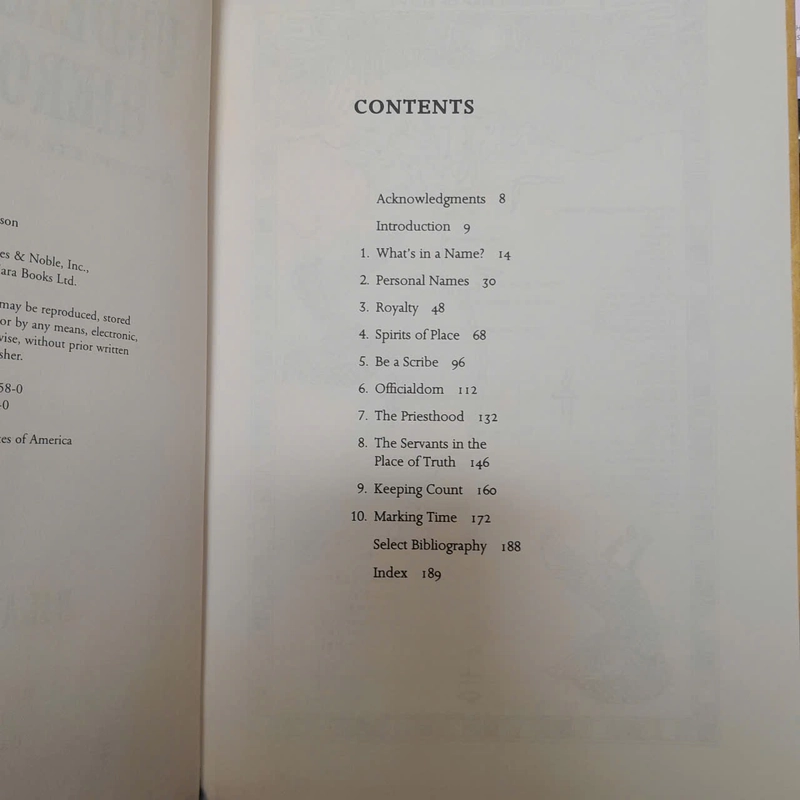 son
es & Noble, Inc.,
ara Books Ltd.
may be reproduced, stored
or by any means, electronic,
vise, without prior written
sher.
58-0
-0
es of America
CONTENTS
Acknowledgments 8
Introduction 9
1. What's in a Name? 14
2. Personal Names 30
3. Royalty 48
4. Spirits of Place 68
5. Be a Scribe 96
6. Officialdom 112
7. The Priesthood 132
8. The Servants in the
Place of Truth 146
9. Keeping Count 160
10. Marking Time 172
Select Bibliography 188
Index 189